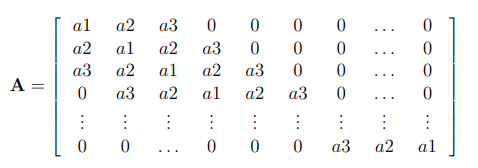 a1 a2 a3 0 0 0 0 ... 0
a2 a1 a2 a3 0 0 0 ... 0
A = a3 a2 a1 a2 a3 0 0 ... 0
0 a3 a2 a1 a2 a3 0 ... 0
⋮ ⋮ ⋮ ⋮ ⋮ ⋮ ⋮ ⋮ ⋮
0 0 ... 0 0 0 a3 a2 a1